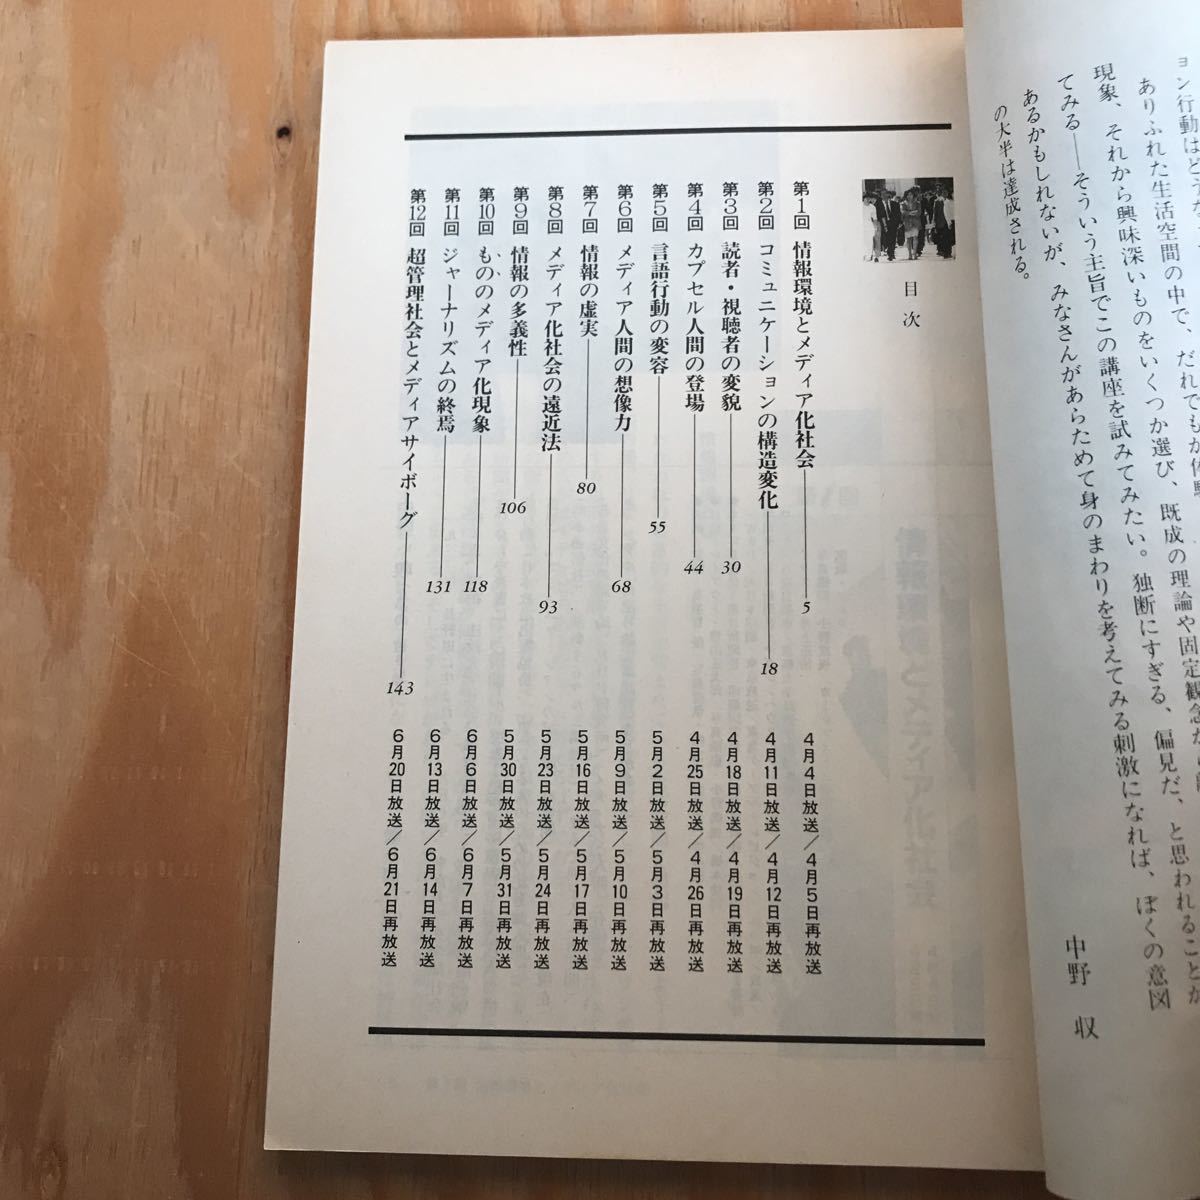 ョン行動は
ありふれた生活空間の中で、だれでもが
現象、それから興味深いものをいくつか選び、既成の理論や固定観念か
てみる——そういう主旨でこの講座を試みてみたい。独断にすぎる、偏見だ、と思われることか
あるかもしれないが、みなさんがあらためて身のまわりを考えてみる刺激になれば、ぼくの意図
の大半は達成される。
中野 収
目次
第1回 情報環境とメディア化社会 5 4月4日放送/4月5日再放送
第2回 コミュニケーションの構造変化 18 4月11日放送/4月12日再放送
第3回 読者・視聴者の変貌 30 4月18日放送/4月19日再放送
第4回 カプセル人間の登場 44 4月25日放送/4月26日再放送
第5回 言語行動の変容 55 5月2日放送/5月3日再放送
第6回 メディア人間の想像力 68 5月9日放送/5月10日再放送
第7回 情報の虚実 80 5月16日放送/5月17日再放送
第8回 メディア化社会の遠近法 93 5月23日放送/5月24日再放送
第9回 情報の多義性 106 5月30日放送/5月31日再放送
第10回 もののメディア化現象 118 6月6日放送/6月7日再放送
第11回 ジャーナリズムの終焉 131 6月13日放送/6月14日再放送
第12回 超管理社会とメディアサイボーグ 143 6月20日放送/6月21日再放送